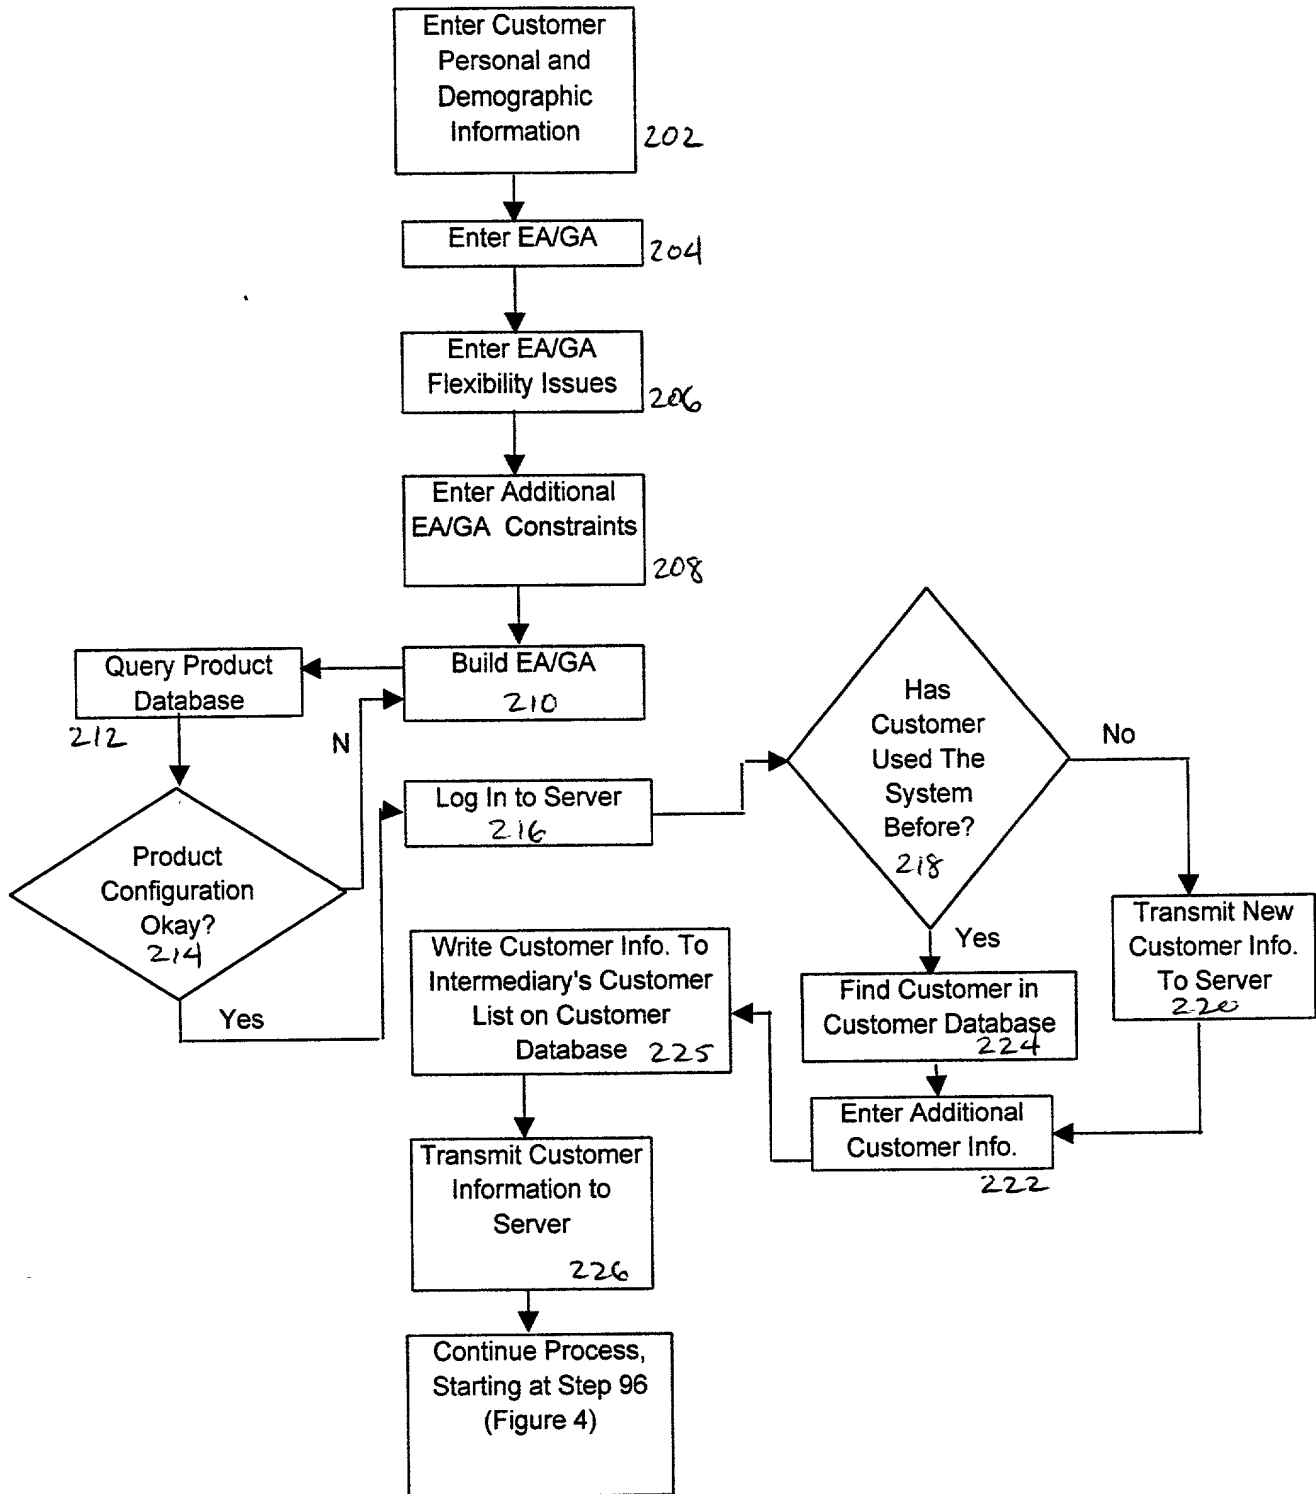 Enter Customer
Personal and
Demographic
Information
202
Enter EA/GA
204
Enter EA/GA
Flexibility Issues
206
Enter Additional
EA/GA Constraints
208
Build EA/GA
210
Query Product
Database
212
N
Product
Configuration
Okay?
214
Yes
Log In to Server
216
Has
Customer
Used The
System
Before?
218
No
Yes
Transmit New
Customer Info.
To Server
220
Find Customer in
Customer Database
224
Enter Additional
Customer Info.
222
Write Customer Info. To
Intermediary's Customer
List on Customer
Database 225
Transmit Customer
Information to
Server
226
Continue Process,
Starting at Step 96
(Figure 4)